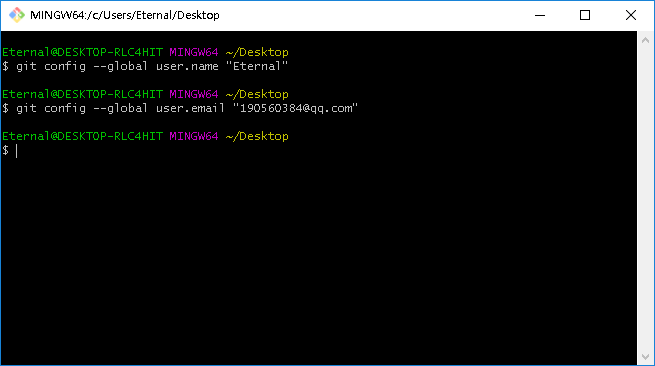 MINGW64:/c/Users/Eternal/Desktop
Eternal@DESKTOP-RLC4HIT MINGW64 ~/Desktop
$ git config --global user.name "Eternal"
Eternal@DESKTOP-RLC4HIT MINGW64 ~/Desktop
$ git config --global user.email "190560384@qq.com"
Eternal@DESKTOP-RLC4HIT MINGW64 ~/Desktop
$